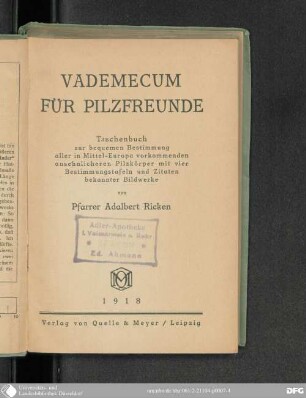 VADEMECUM
FÜR PILZFREUNDE
Taschenbuch
zur bequemen Bestimmung
aller in Mittel-Europa vorkommenden
ansehnlicheren Pilzkörper mit vier
Bestimmungstafeln und Zitaten
bekannter Bildwerke
von
Pfarrer Adalbert Ricken
Adler-Apotheke
Ed.
1918
Verlag von Quelle & Meyer / Leipzig
Universitäts- und
Landesbibliothek Düsseldorf
DFG